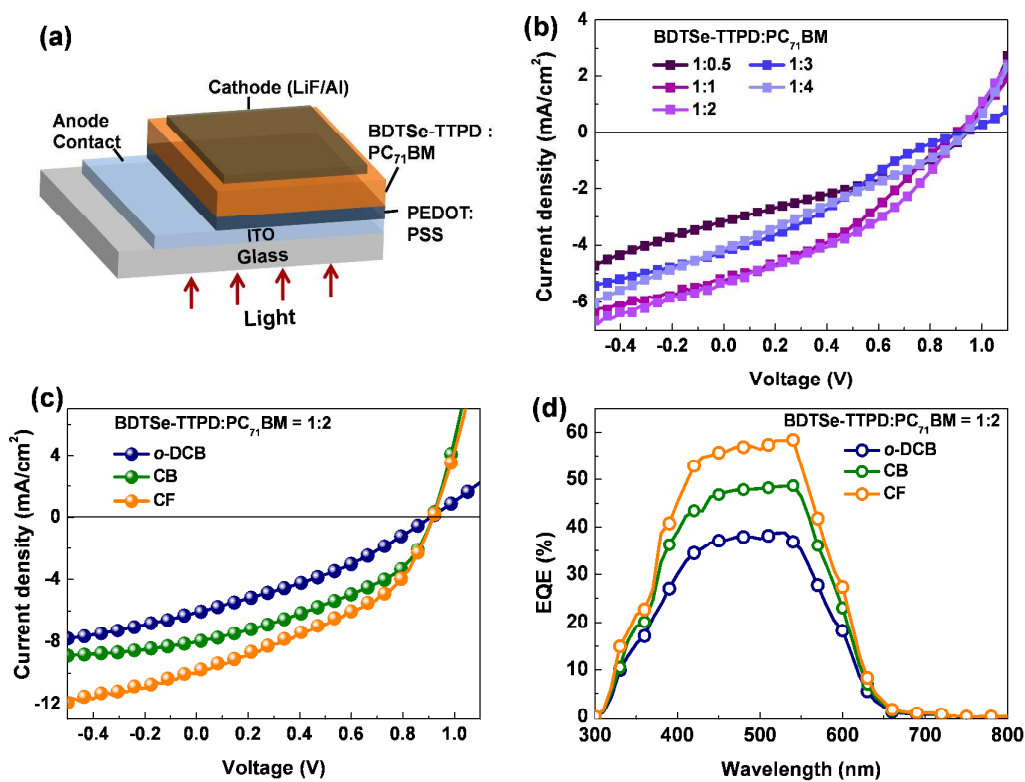 (a)
Cathode (LiF/Al)
Anode
Contact
BDTSe-TTPD :
PC71BM
PEDOT:
PSS
ITO
Glass
Light
(b)
BDTSe-TTPD:PC71BM
1:0.5 1:3
1:1 1:4
1:2
Current density (mA/cm2)
4
2
0
-2
-4
-6
-0.4 -0.2 0.0 0.2 0.4 0.6 0.8 1.0
Voltage (V)
(c)
BDTSe-TTPD:PC71BM = 1:2
o-DCB
CB
CF
Current density (mA/cm2)
4
0
-4
-8
-12
-0.4 -0.2 0.0 0.2 0.4 0.6 0.8 1.0
Voltage (V)
(d)
BDTSe-TTPD:PC71BM = 1:2
o-DCB
CB
CF
EQE (%)
60
50
40
30
20
10
0
300 400 500 600 700 800
Wavelength (nm)